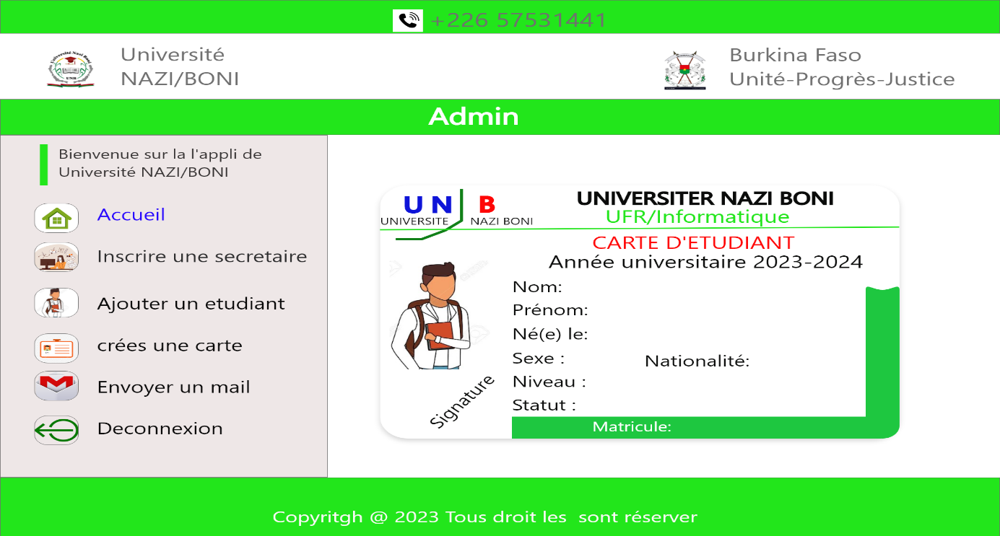 +226 57531441
Université
NAZI/BONI
Burkina Faso
Unité-Progrès-Justice
Admin
Bienvenue sur la l'appli de
Université NAZI/BONI
Accueil
Inscrire une secretaire
Ajouter un etudiant
crées une carte
Envoyer un mail
Deconnexion
U N B
UNIVERSITE NAZI BONI
UNIVERSITER NAZI BONI
UFR/Informatique
CARTE D'ETUDIANT
Année universitaire 2023-2024
Nom:
Prénom:
Né(e) le:
Sexe :
Nationalité:
Niveau :
Statut :
Signature
Matricule:
Copyritgh @ 2023 Tous droit les  sont réserver